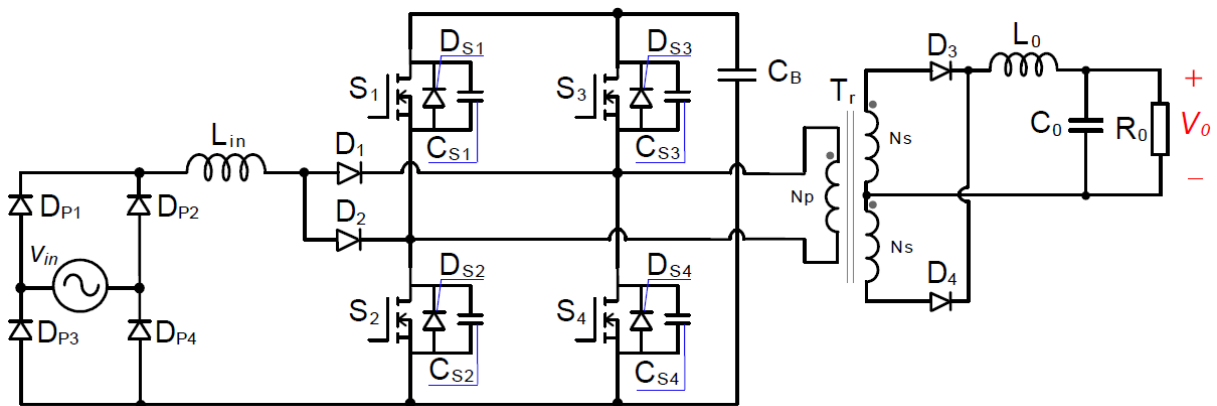 D_S1
D_S3
S_1
S_3
C_B
D_3
L_0
T_r
+
L_in
D_1
C_S1
C_S3
Ns
C_0
R_0
V_0
D_P1
D_P2
D_2
Np
−
V_in
D_S2
D_S4
Ns
D_4
D_P3
D_P4
S_2
S_4
C_S2
C_S4